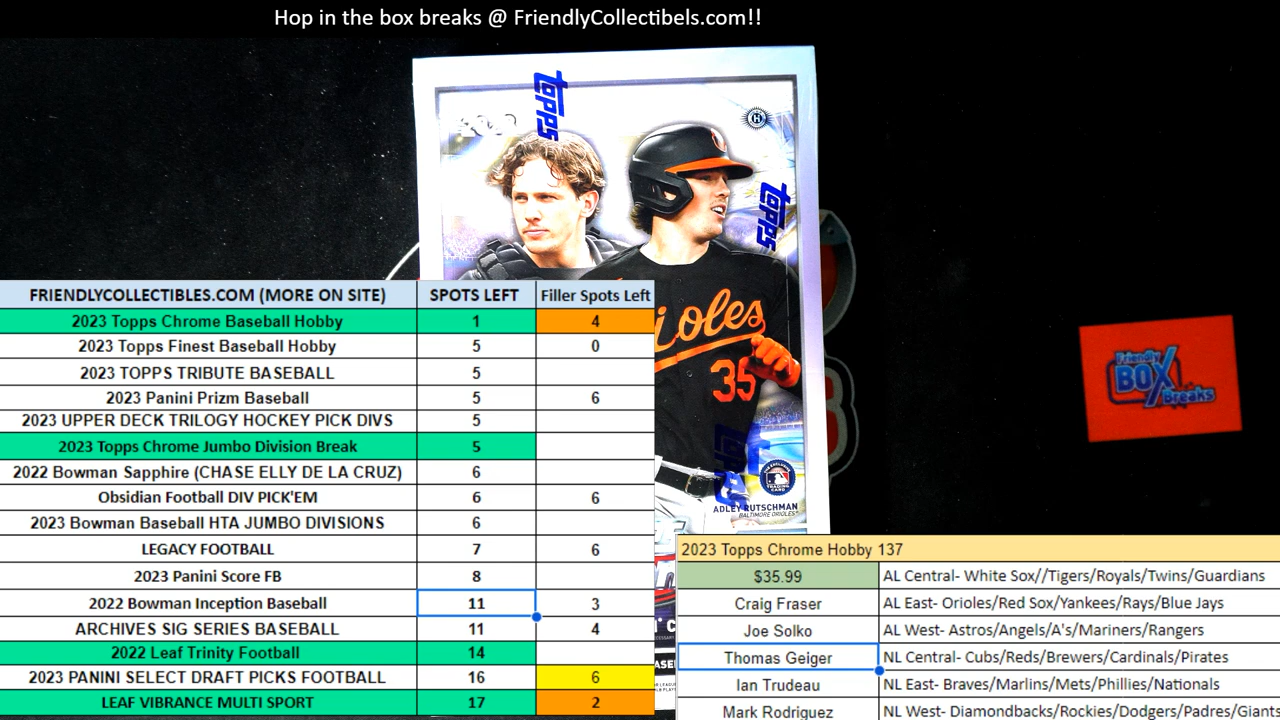 Hop in the box breaks @ FriendlyCollectibels.com!!
topps
topps
H
ioles
35
ADLEY RUTSCHMAN
BALTIMORE ORIOLES
Friendly
BOX
Breaks
FRIENDLYCOLLECTIBLES.COM (MORE ON SITE) SPOTS LEFT Filler Spots Left
2023 Topps Chrome Baseball Hobby 1 4
2023 Topps Finest Baseball Hobby 5 0
2023 TOPPS TRIBUTE BASEBALL 5
2023 Panini Prizm Baseball 5 6
2023 UPPER DECK TRILOGY HOCKEY PICK DIVS 5
2023 Topps Chrome Jumbo Division Break 5
2022 Bowman Sapphire (CHASE ELLY DE LA CRUZ) 6
Obsidian Football DIV PICK'EM 6 6
2023 Bowman Baseball HTA JUMBO DIVISIONS 6
LEGACY FOOTBALL 7 6
2023 Panini Score FB 8
2022 Bowman Inception Baseball 11 3
ARCHIVES SIG SERIES BASEBALL 11 4
2022 Leaf Trinity Football 14
2023 PANINI SELECT DRAFT PICKS FOOTBALL 16 6
LEAF VIBRANCE MULTI SPORT 17 2
2023 Topps Chrome Hobby 137
$35.99 AL Central- White Sox//Tigers/Royals/Twins/Guardians
Craig Fraser AL East- Orioles/Red Sox/Yankees/Rays/Blue Jays
Joe Solko AL West- Astros/Angels/A's/Mariners/Rangers
Thomas Geiger NL Central- Cubs/Reds/Brewers/Cardinals/Pirates
Ian Trudeau NL East- Braves/Marlins/Mets/Phillies/Nationals
Mark Rodriguez NL West- Diamondbacks/Rockies/Dodgers/Padres/Giants